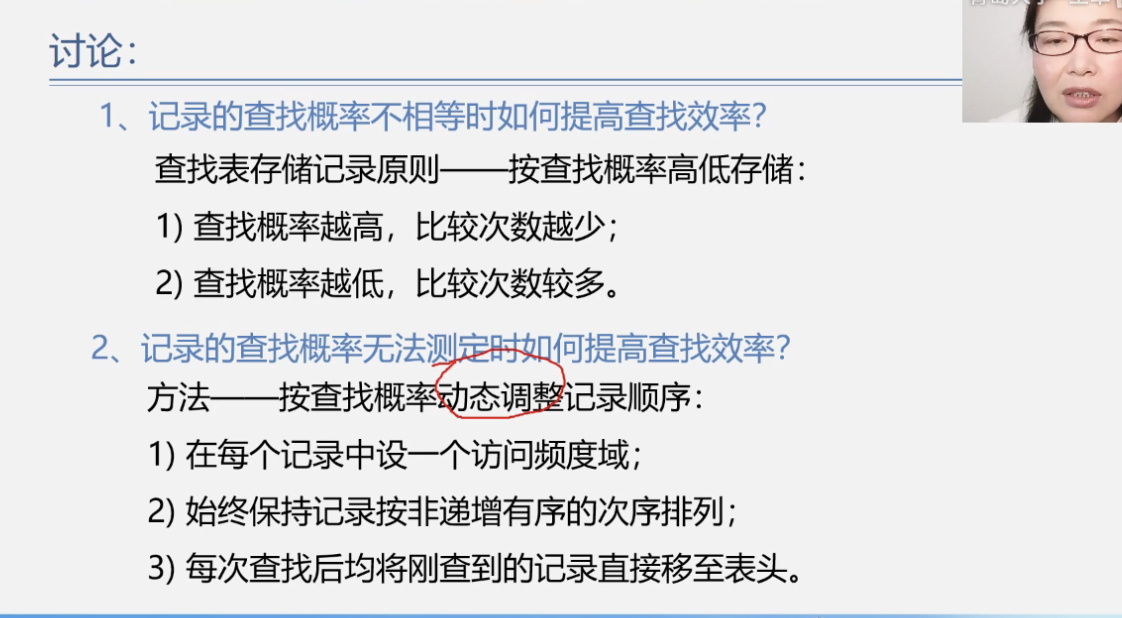 讨论：
1、记录的查找概率不相等时如何提高查找效率？
查找表存储记录原则——按查找概率高低存储：
1) 查找概率越高，比较次数越少；
2) 查找概率越低，比较次数较多。
2、记录的查找概率无法测定时如何提高查找效率？
方法——按查找概率动态调整记录顺序：
1) 在每个记录中设一个访问频度域；
2) 始终保持记录按非递增有序的次序排列；
3) 每次查找后均将刚查到的记录直接移至表头。